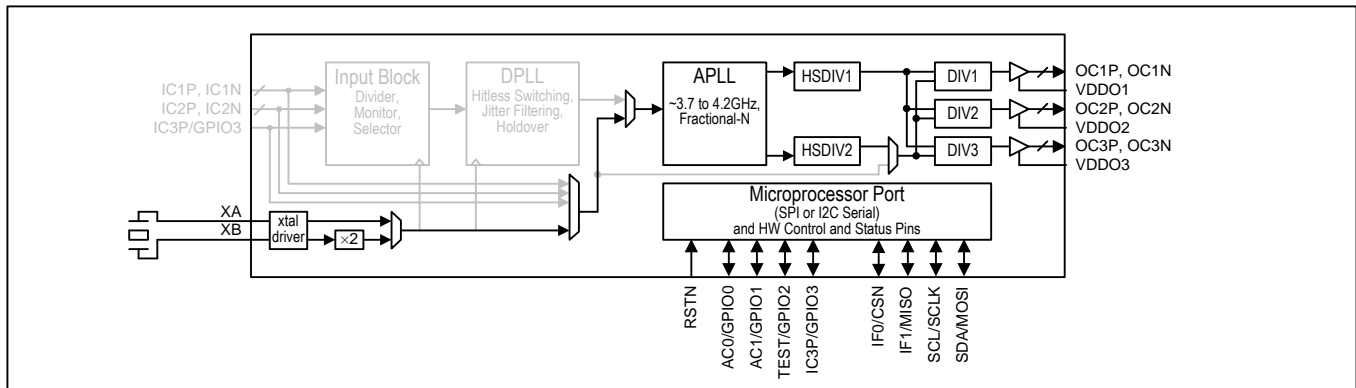 IC1P, IC1N
IC2P, IC2N
IC3P/GPIO3
Input Block
Divider,
Monitor,
Selector
DPLL
Hitless Switching,
Jitter Filtering,
Holdover
APLL
~3.7 to 4.2GHz,
Fractional-N
HSDIV1
HSDIV2
DIV1
DIV2
DIV3
OC1P, OC1N
VDDO1
OC2P, OC2N
VDDO2
OC3P, OC3N
VDDO3
XA
XB
xtal
driver
×2
Microprocessor Port
(SPI or I2C Serial)
and HW Control and Status Pins
RSTN
AC0/GPIO0
AC1/GPIO1
TEST/GPIO2
IC3P/GPIO3
IF0/CSN
IF1/MISO
SCL/SCLK
SDA/MOSI